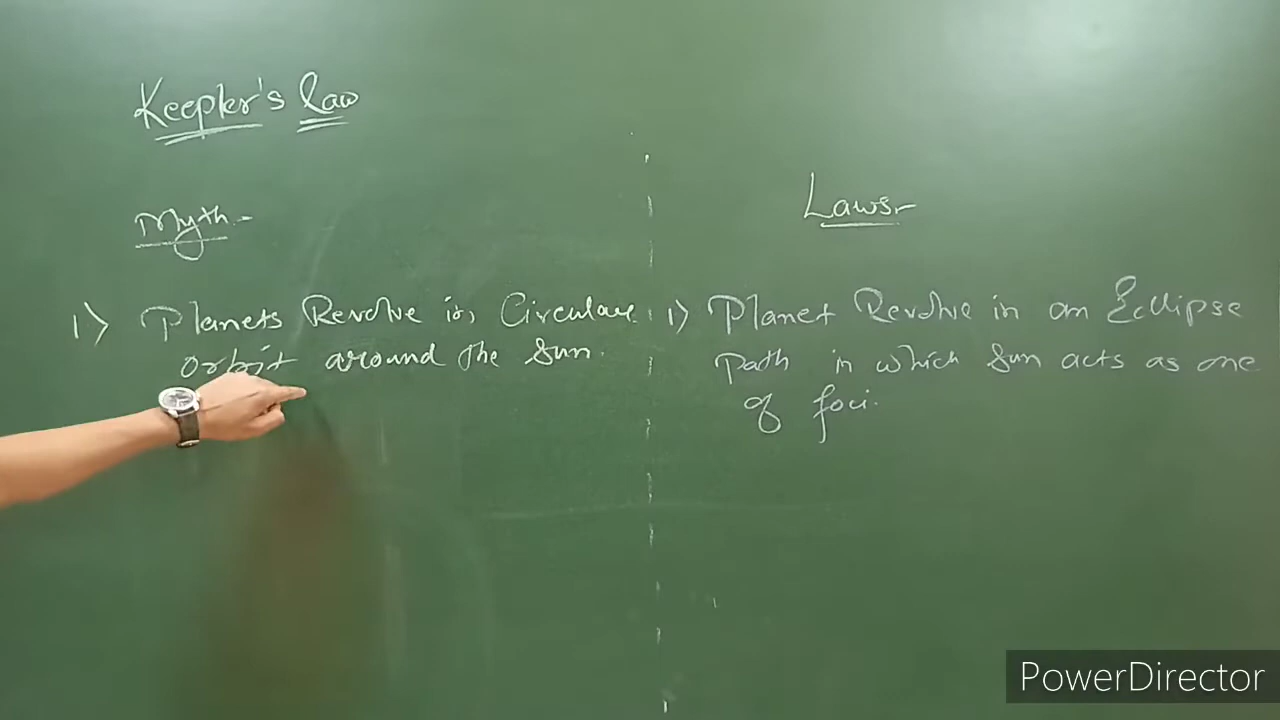 Keepler's Law
Myth-
1) Planets Revolve in Circular
orbit around the Sun.
Laws-
1) Planet Revolve in an Ecllipse
Path in which Sun acts as one
of foci.
PowerDirector